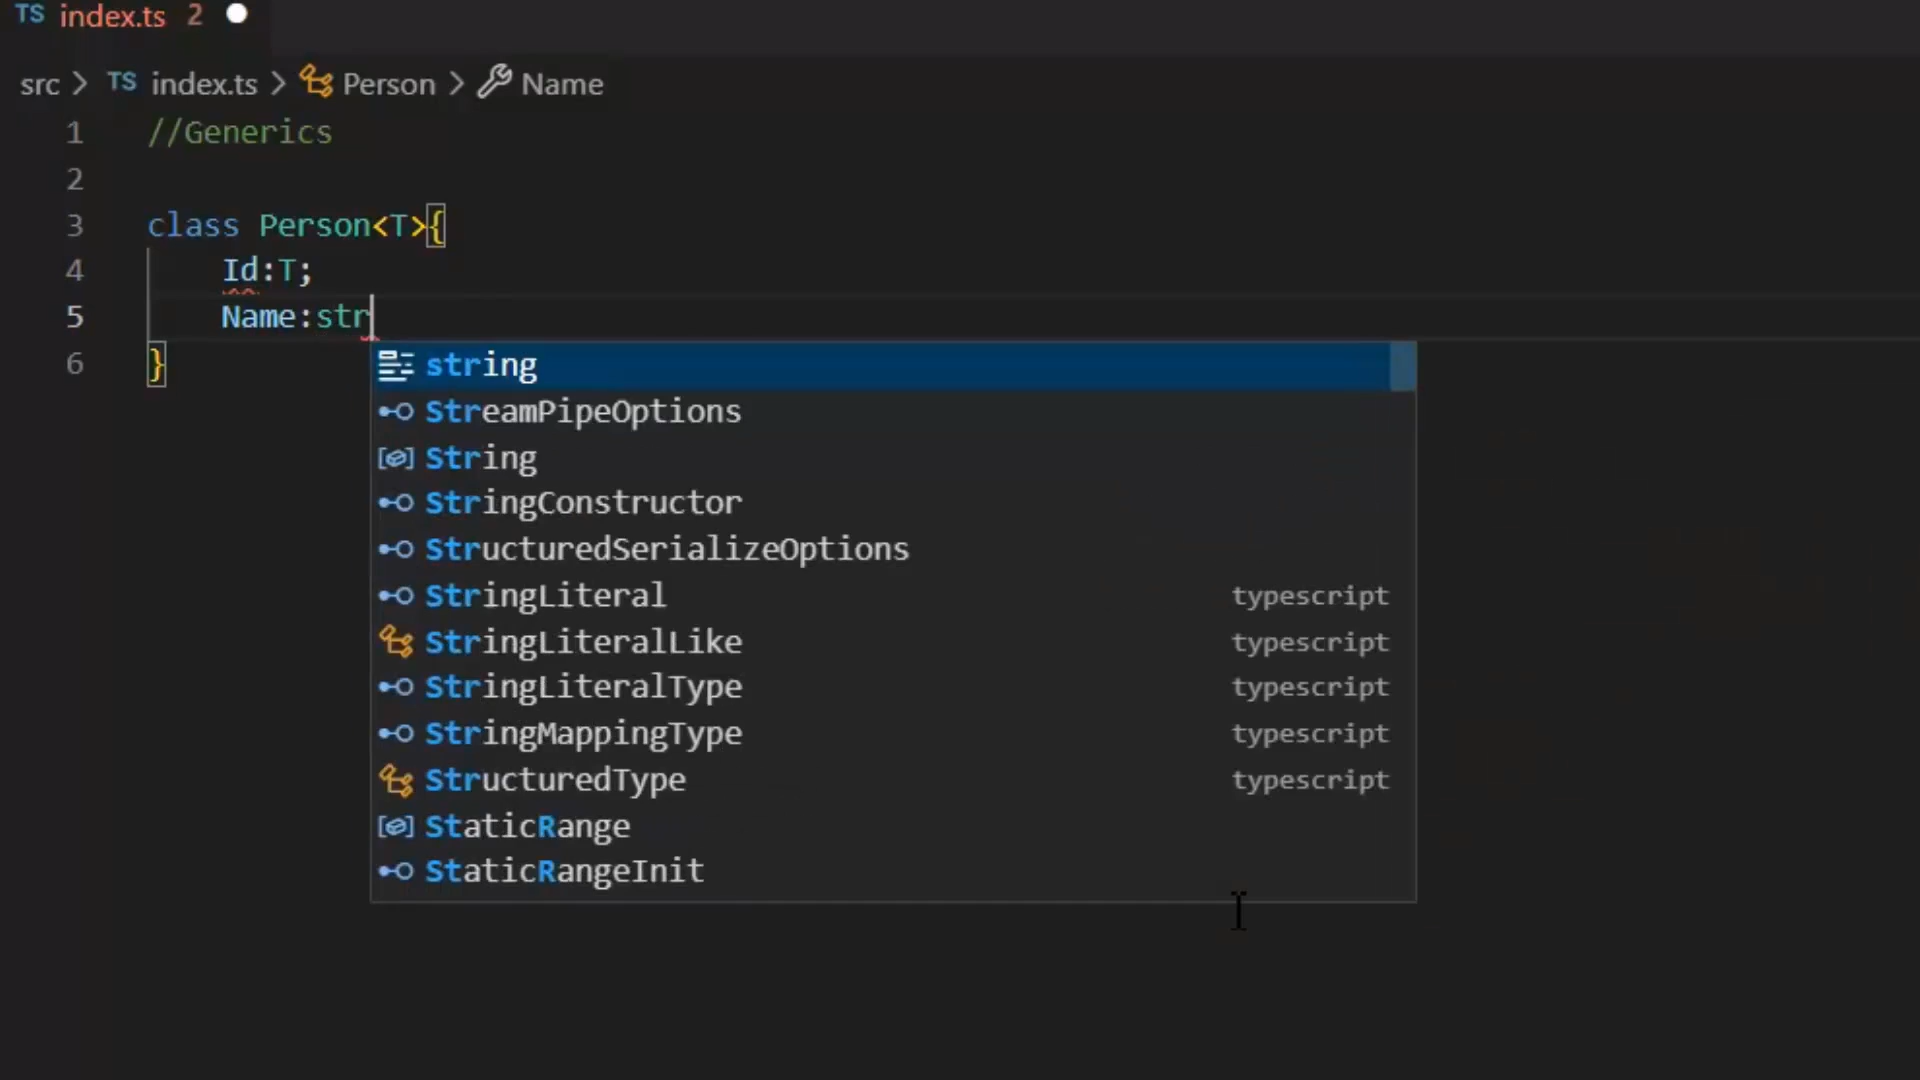 TS index.ts 2
src > TS index.ts > Person > Name
1 //Generics
2
3 class Person<T>{
4 Id:T;
5 Name:str
6 }
string
StreamPipeOptions
String
StringConstructor
StructuredSerializeOptions
StringLiteral typescript
StringLiteralLike typescript
StringLiteralType typescript
StringMappingType typescript
StructuredType typescript
StaticRange
StaticRangeInit